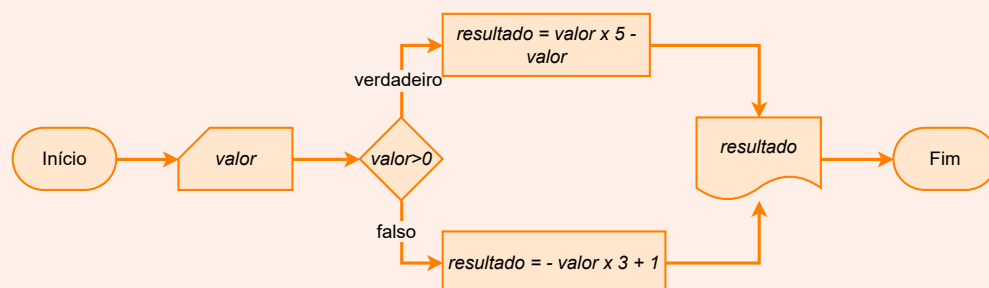 resultado = valor x 5 -
valor
verdadeiro
Início
valor
valor>0
resultado
Fim
falso
resultado = - valor x 3 + 1